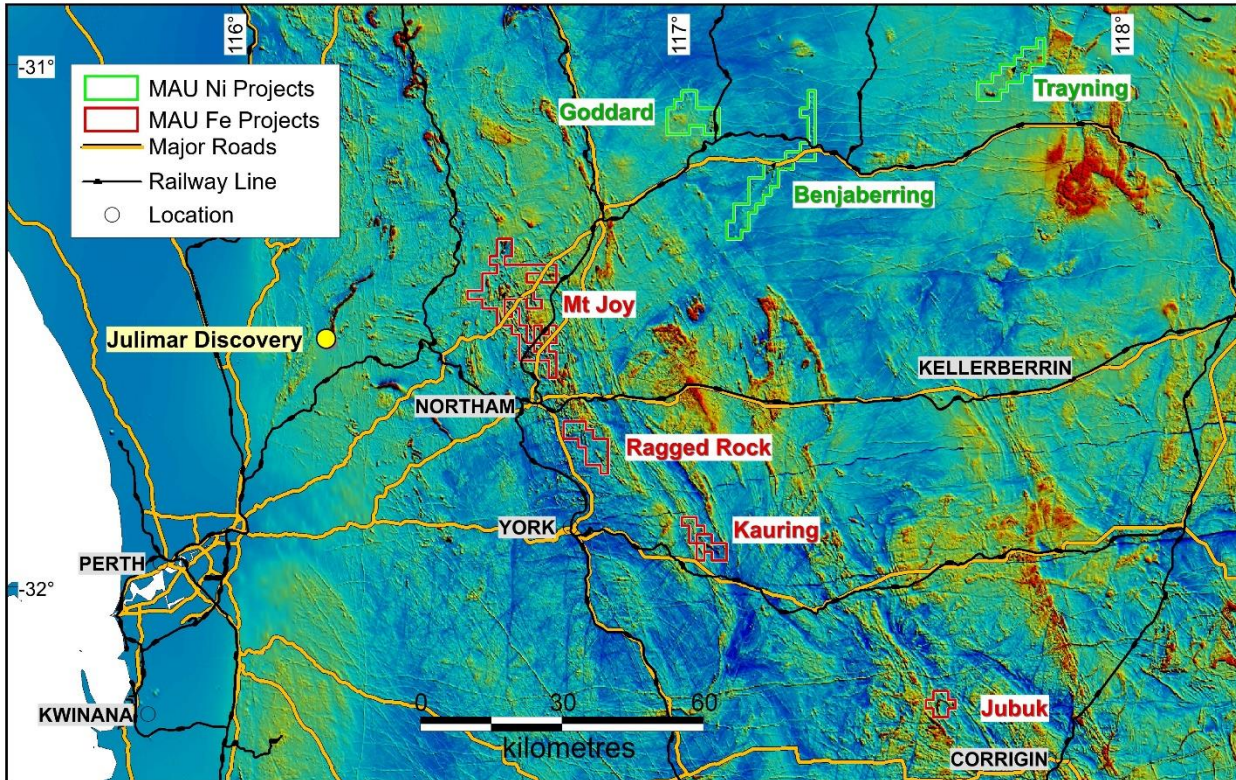 116°
117°
118°
-31°
MAU Ni Projects
MAU Fe Projects
Major Roads
Railway Line
Location
Goddard
Trayning
Benjaberring
Mt Joy
Julimar Discovery
KELLERBERRIN
NORTHAM
Ragged Rock
YORK
Kauring
PERTH
-32°
0 30 60
kilometres
KWINANA
Jubuk
CORRIGIN